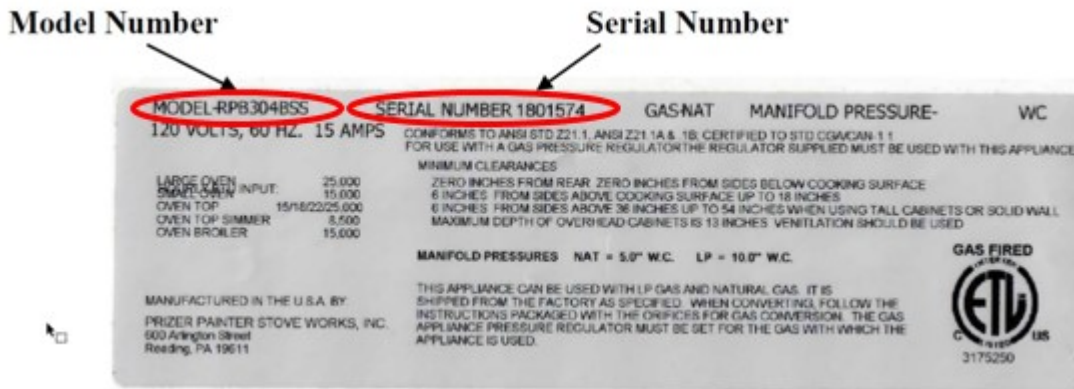 Model Number
Serial Number
MODEL-RPB304BSS SERIAL NUMBER 1801574 GAS-NAT MANIFOLD PRESSURE- WC
120 VOLTS, 60 HZ. 15 AMPS
CONFORMS TO ANSI STD Z21.1, ANSI Z21.1A & .1B; CERTIFIED TO STD CGA/CAN-1.1
FOR USE WITH A GAS PRESSURE REGULATOR THE REGULATOR SUPPLIED MUST BE USED WITH THIS APPLIANCE
MINIMUM CLEARANCES
ZERO INCHES FROM REAR ZERO INCHES FROM SIDES BELOW COOKING SURFACE
6 INCHES FROM SIDES ABOVE COOKING SURFACE UP TO 18 INCHES
6 INCHES FROM SIDES ABOVE 36 INCHES UP TO 54 INCHES WHEN USING TALL CABINETS OR SOLID WALL
MAXIMUM DEPTH OF OVERHEAD CABINETS IS 13 INCHES VENTILATION SHOULD BE USED
LARGE OVEN 25,000
INPUT: 15,000
OVEN TOP 15/18/22/25,000
OVEN TOP SIMMER 8,500
OVEN BROILER 15,000
MANIFOLD PRESSURES NAT = 5.0" W.C. LP = 10.0" W.C.
THIS APPLIANCE CAN BE USED WITH LP GAS AND NATURAL GAS. IT IS
SHIPPED FROM THE FACTORY AS SPECIFIED. WHEN CONVERTING, FOLLOW THE
INSTRUCTIONS PACKAGED WITH THE ORIFICES FOR GAS CONVERSION. THE GAS
APPLIANCE PRESSURE REGULATOR MUST BE SET FOR THE GAS WITH WHICH THE
APPLIANCE IS USED.
MANUFACTURED IN THE U.S.A. BY
PRIZER PAINTER STOVE WORKS, INC.
600 Arlington Street
Reading, PA 19611
GAS FIRED
INTERTEK
ETL
C US
LISTED
3175250